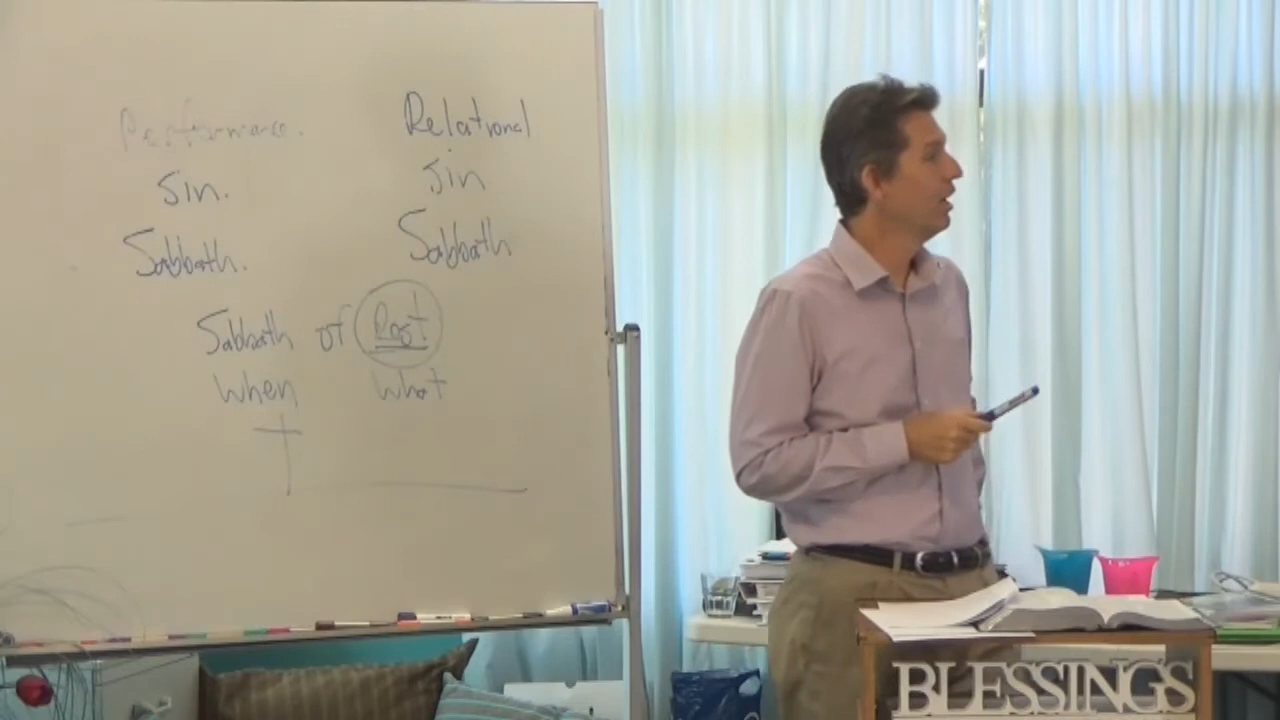 Performance. Relational
Sin. Sin
Sabbath. Sabbath
Sabbath of Rest
When What
BLESSINGS